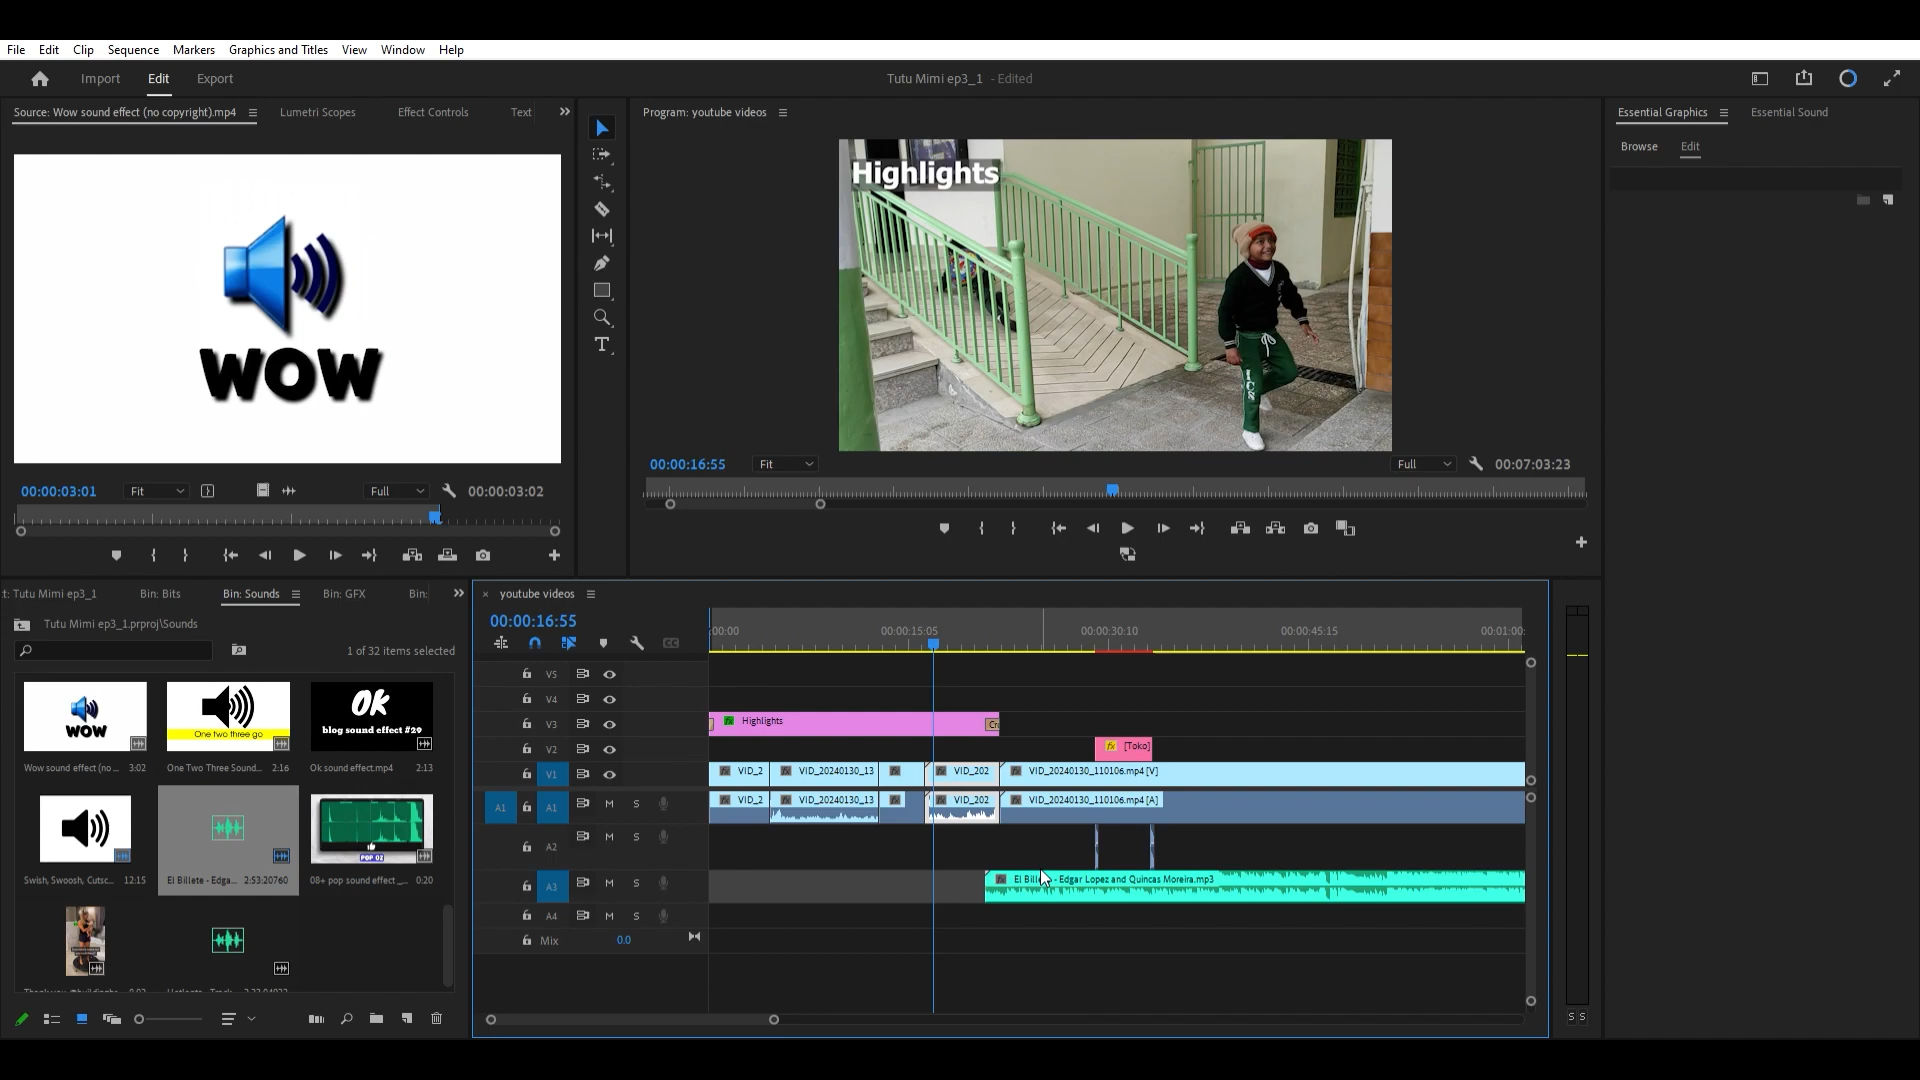 File Edit Clip Sequence Markers Graphics and Titles View Window Help
Import Edit Export
Tutu Mimi ep3_1 - Edited
Source: Wow sound effect (no copyright).mp4
Lumetri Scopes
Effect Controls
Text
WOW
00:00:03:01
Fit
Full
00:00:03:02
Program: youtube videos
Highlights
ICS
00:00:16:55
Fit
Full
00:07:03:23
Essential Graphics
Essential Sound
Browse
Edit
t: Tutu Mimi ep3_1
Bin: Bits
Bin: Sounds
Bin: GFX
Bin:
Tutu Mimi ep3_1.prproj\Sounds
1 of 32 items selected
WOW
One two three go
OK
blog sound effect #29
Wow sound effect (no ... 3:02
One Two Three Sound... 2:16
Ok sound effect.mp4 2:13
POP 02
Swish, Swoosh, Cutsc... 12:15
El Billete - Edga... 2:53:20760
08+ pop sound effect_... 0:20
youtube videos
00:00:16:55
:00:00
00:00:15:05
00:00:30:10
00:00:45:15
00:01:00:
V5
V4
V3
Highlights
V2
[Toko]
V1
VID_2
VID_20240130_13
VID_202
VID_20240130_110106.mp4 [V]
A1 A1 M S
VID_2
VID_20240130_13
VID_202
VID_20240130_110106.mp4 [A]
A2 M S
A3 M S
- Edgar Lopez and Quincas Moreira.mp3
A4 M S
Mix 0.0
S S